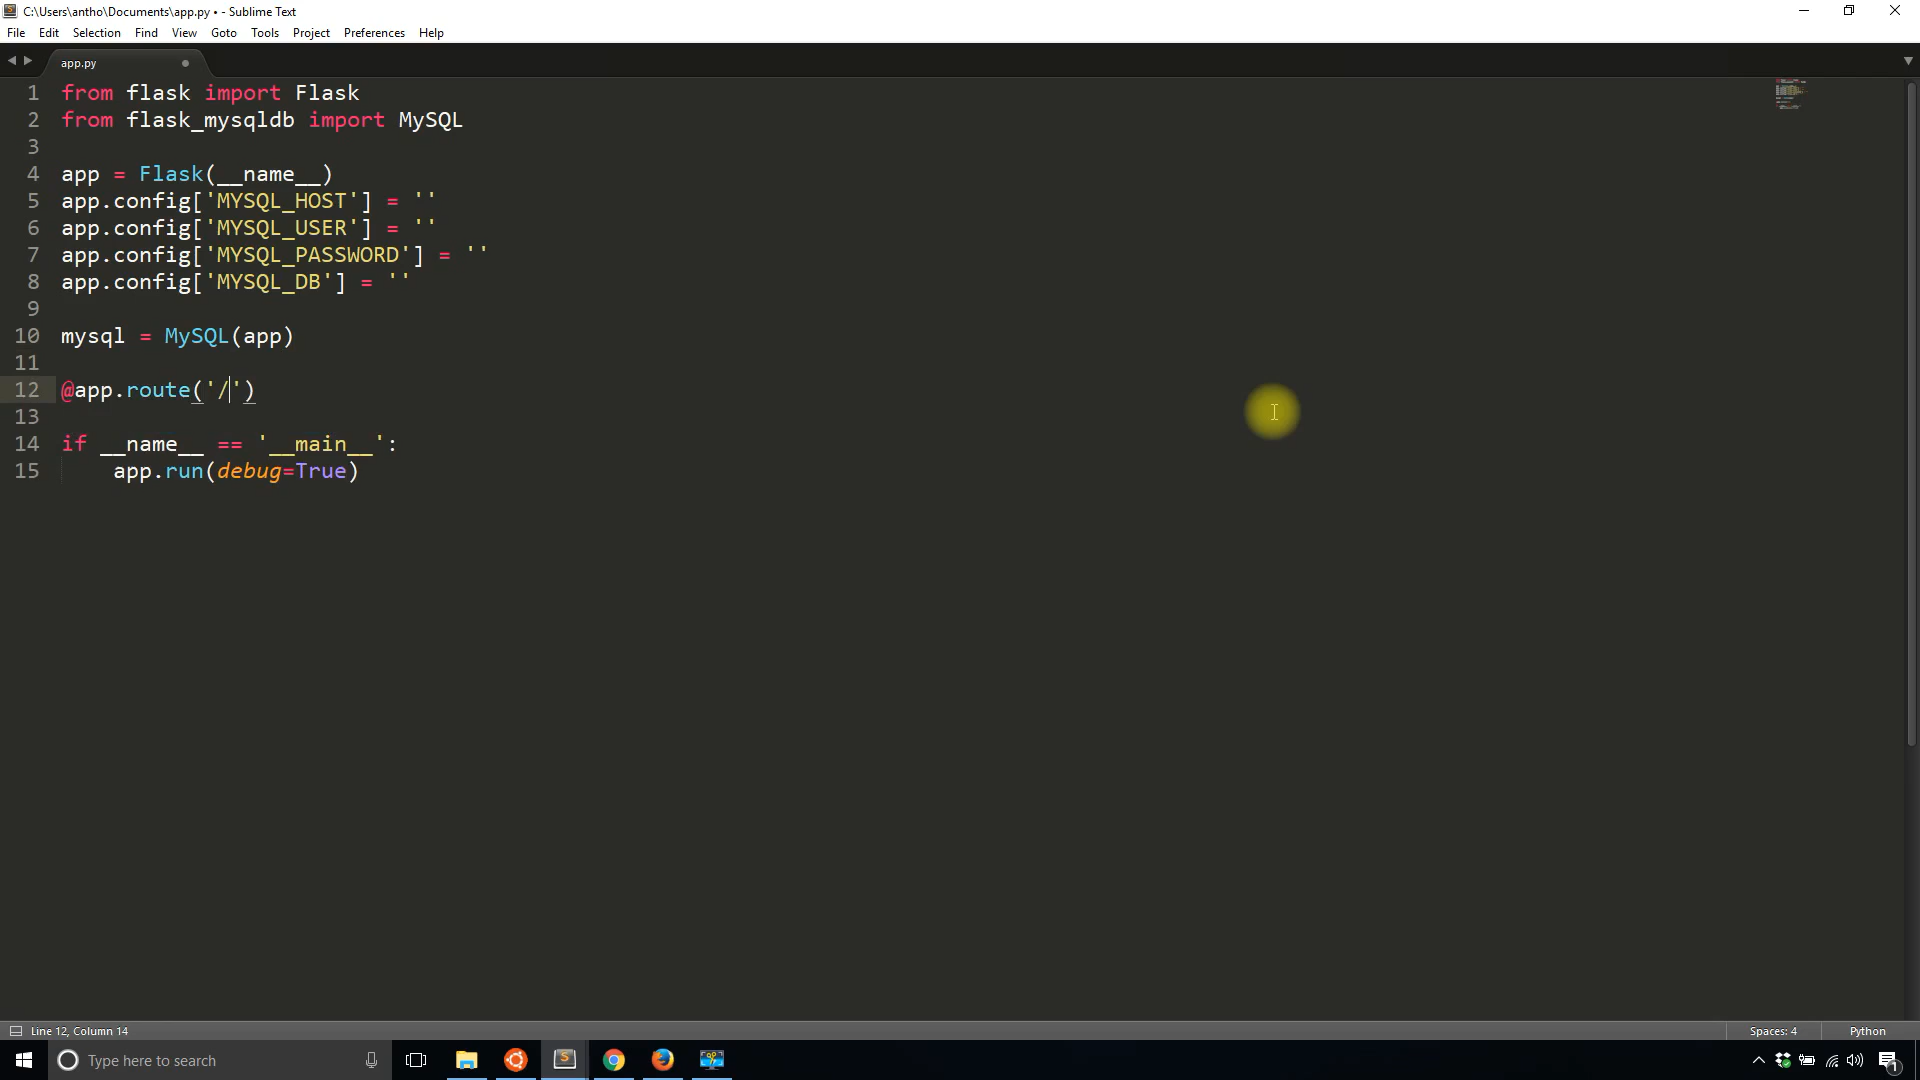 C:\Users\antho\Documents\app.py • - Sublime Text
File Edit Selection Find View Goto Tools Project Preferences Help
app.py
1 from flask import Flask
2 from flask_mysqldb import MySQL
3
4 app = Flask(__name__)
5 app.config['MYSQL_HOST'] = ''
6 app.config['MYSQL_USER'] = ''
7 app.config['MYSQL_PASSWORD'] = ''
8 app.config['MYSQL_DB'] = ''
9
10 mysql = MySQL(app)
11
12 @app.route('/')
13
14 if __name__ == '__main__':
15     app.run(debug=True)
Line 12, Column 14 Spaces: 4 Python
Type here to search 1